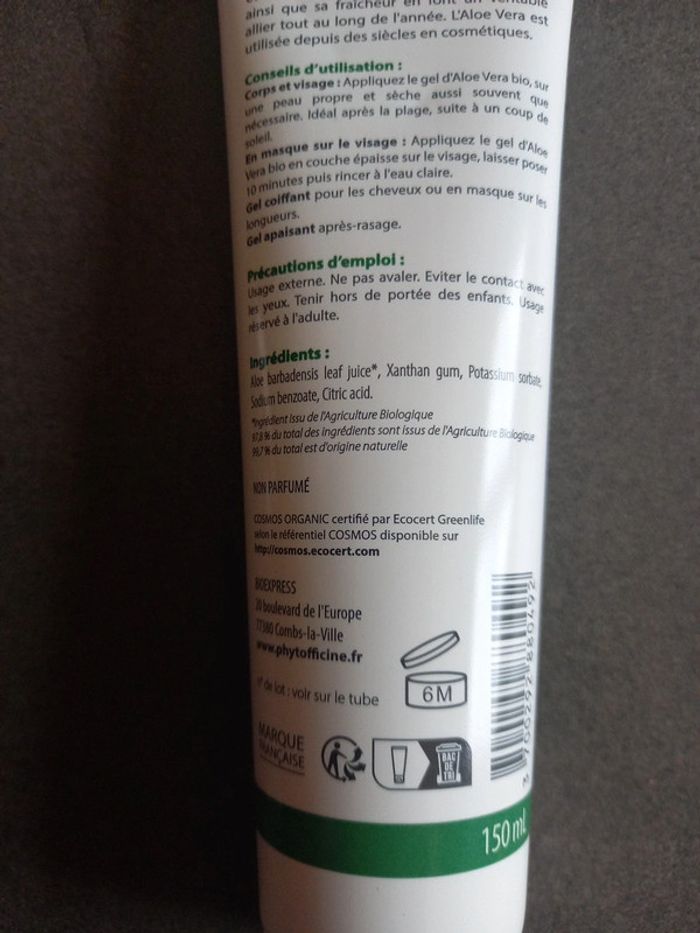 ainsi que sa fraîcheur en font un véritable
allier tout au long de l'année. L'Aloe Vera est
utilisée depuis des siècles en cosmétiques.
Conseils d'utilisation :
Corps et visage : Appliquez le gel d'Aloe Vera bio, sur
une peau propre et sèche aussi souvent que
nécessaire. Idéal après la plage, suite à un coup de
soleil.
En masque sur le visage : Appliquez le gel d'Aloe
Vera bio en couche épaisse sur le visage, laisser poser
10 minutes puis rincer à l'eau claire.
Gel coiffant pour les cheveux ou en masque sur les
longueurs.
Gel apaisant après-rasage.
Précautions d'emploi :
Usage externe. Ne pas avaler. Eviter le contact avec
les yeux. Tenir hors de portée des enfants. Usage
réservé à l'adulte.
Ingrédients :
Aloe barbadensis leaf juice*, Xanthan gum, Potassium sorbate,
Sodium benzoate, Citric acid.
*Ingrédient issu de l'Agriculture Biologique
97,8 % du total des ingrédients sont issus de l'Agriculture Biologique
99,7 % du total est d'origine naturelle
NON PARFUMÉ
COSMOS ORGANIC certifié par Ecocert Greenlife
selon le référentiel COSMOS disponible sur
http://cosmos.ecocert.com
BIOEXPRESS
20 boulevard de l'Europe
77380 Combs-la-Ville
www.phytofficine.fr
n° de lot : voir sur le tube
6M
MARQUE
FRANÇAISE
BAC
DE
TRI
3 700292 880492
150 mL